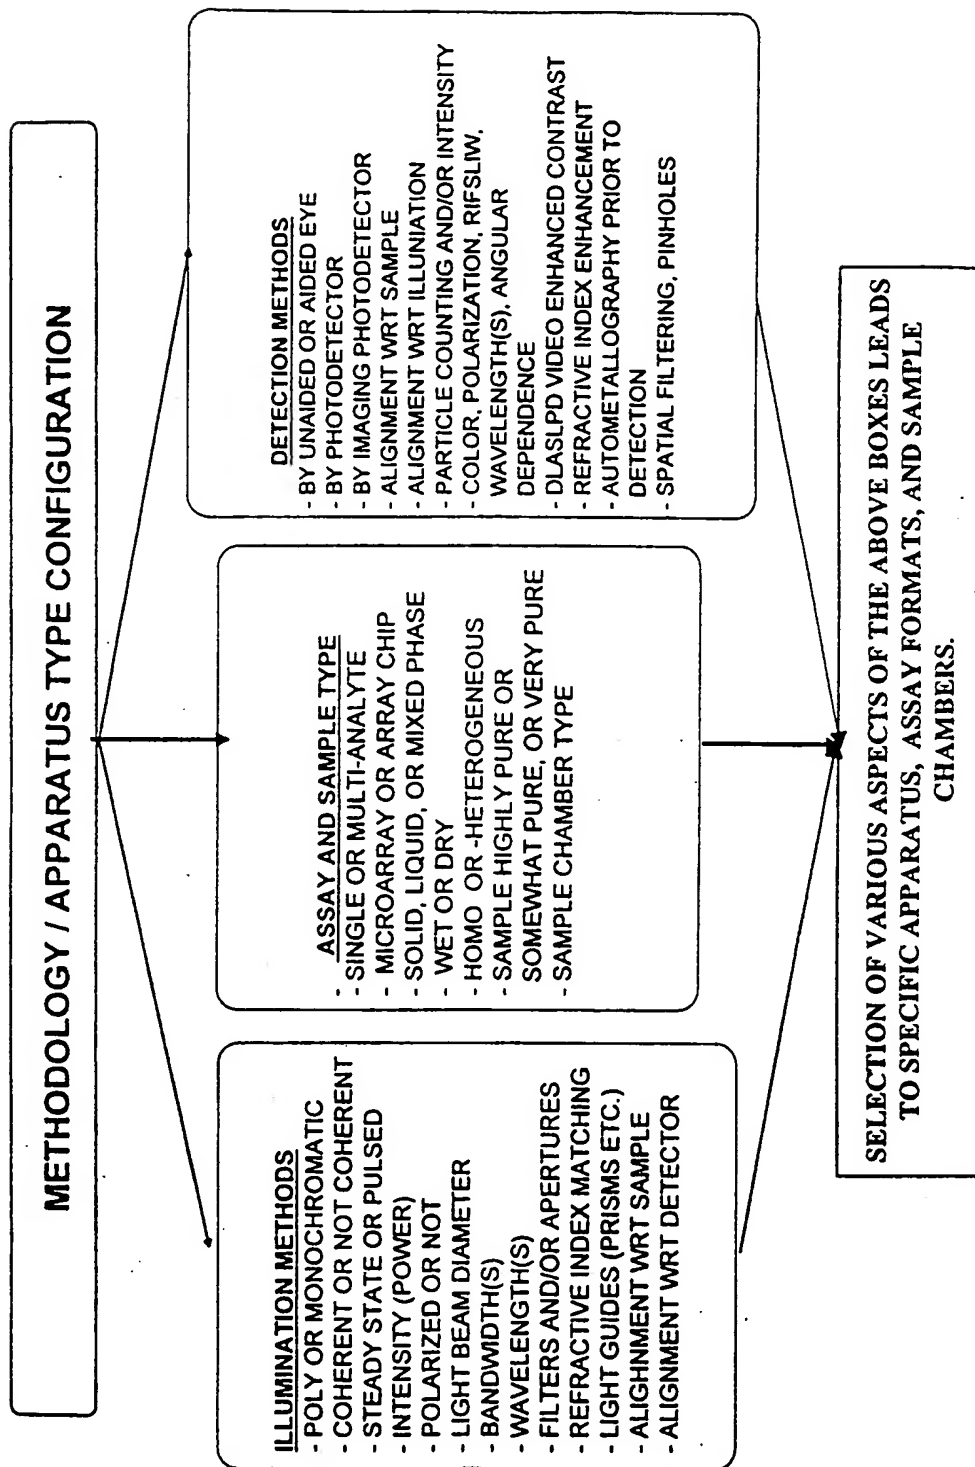 METHODOLOGY / APPARATUS TYPE CONFIGURATION
ILLUMINATION METHODS
- POLY OR MONOCHROMATIC
- COHERENT OR NOT COHERENT
- STEADY STATE OR PULSED
- INTENSITY (POWER)
- POLARIZED OR NOT
- LIGHT BEAM DIAMETER
- BANDWIDTH(S)
- WAVELENGTH(S)
- FILTERS AND/OR APERTURES
- REFRACTIVE INDEX MATCHING
- LIGHT GUIDES (PRISMS ETC.)
- ALIGHNMENT WRT SAMPLE
- ALIGNMENT WRT DETECTOR
ASSAY AND SAMPLE TYPE
- SINGLE OR MULTI-ANALYTE
- MICROARRAY OR ARRAY CHIP
- SOLID, LIQUID, OR MIXED PHASE
- WET OR DRY
- HOMO OR -HETEROGENEOUS
- SAMPLE HIGHLY PURE OR
SOMEWHAT PURE, OR VERY PURE
- SAMPLE CHAMBER TYPE
DETECTION METHODS
- BY UNAIDED OR AIDED EYE
- BY PHOTODETECTOR
- BY IMAGING PHOTODETECTOR
- ALIGNMENT WRT SAMPLE
- ALIGNMENT WRT ILLUNIATION
- PARTICLE COUNTING AND/OR INTENSITY
- COLOR, POLARIZATION, RIFSLIW,
WAVELENGTH(S), ANGULAR
DEPENDENCE
- DLASLPD VIDEO ENHANCED CONTRAST
- REFRACTIVE INDEX ENHANCEMENT
- AUTOMETALLOGRAPHY PRIOR TO
DETECTION
- SPATIAL FILTERING, PINHOLES
SELECTION OF VARIOUS ASPECTS OF THE ABOVE BOXES LEADS
TO SPECIFIC APPARATUS, ASSAY FORMATS, AND SAMPLE
CHAMBERS.